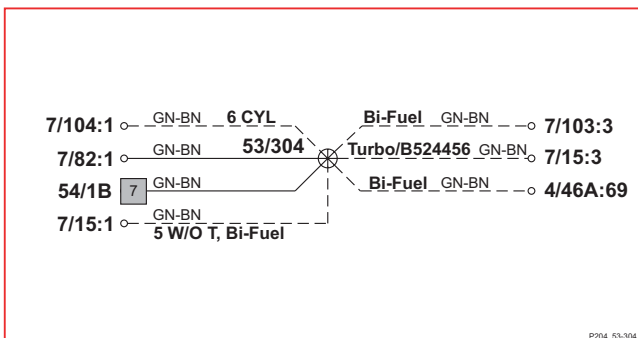 7/104:1 GN-BN 6 CYL Bi-Fuel GN-BN 7/103:3
7/82:1 GN-BN 53/304 Turbo/B524456 GN-BN 7/15:3
54/1B 7 GN-BN Bi-Fuel GN-BN 4/46A:69
7/15:1 GN-BN
5 W/O T, Bi-Fuel
P204_53-304